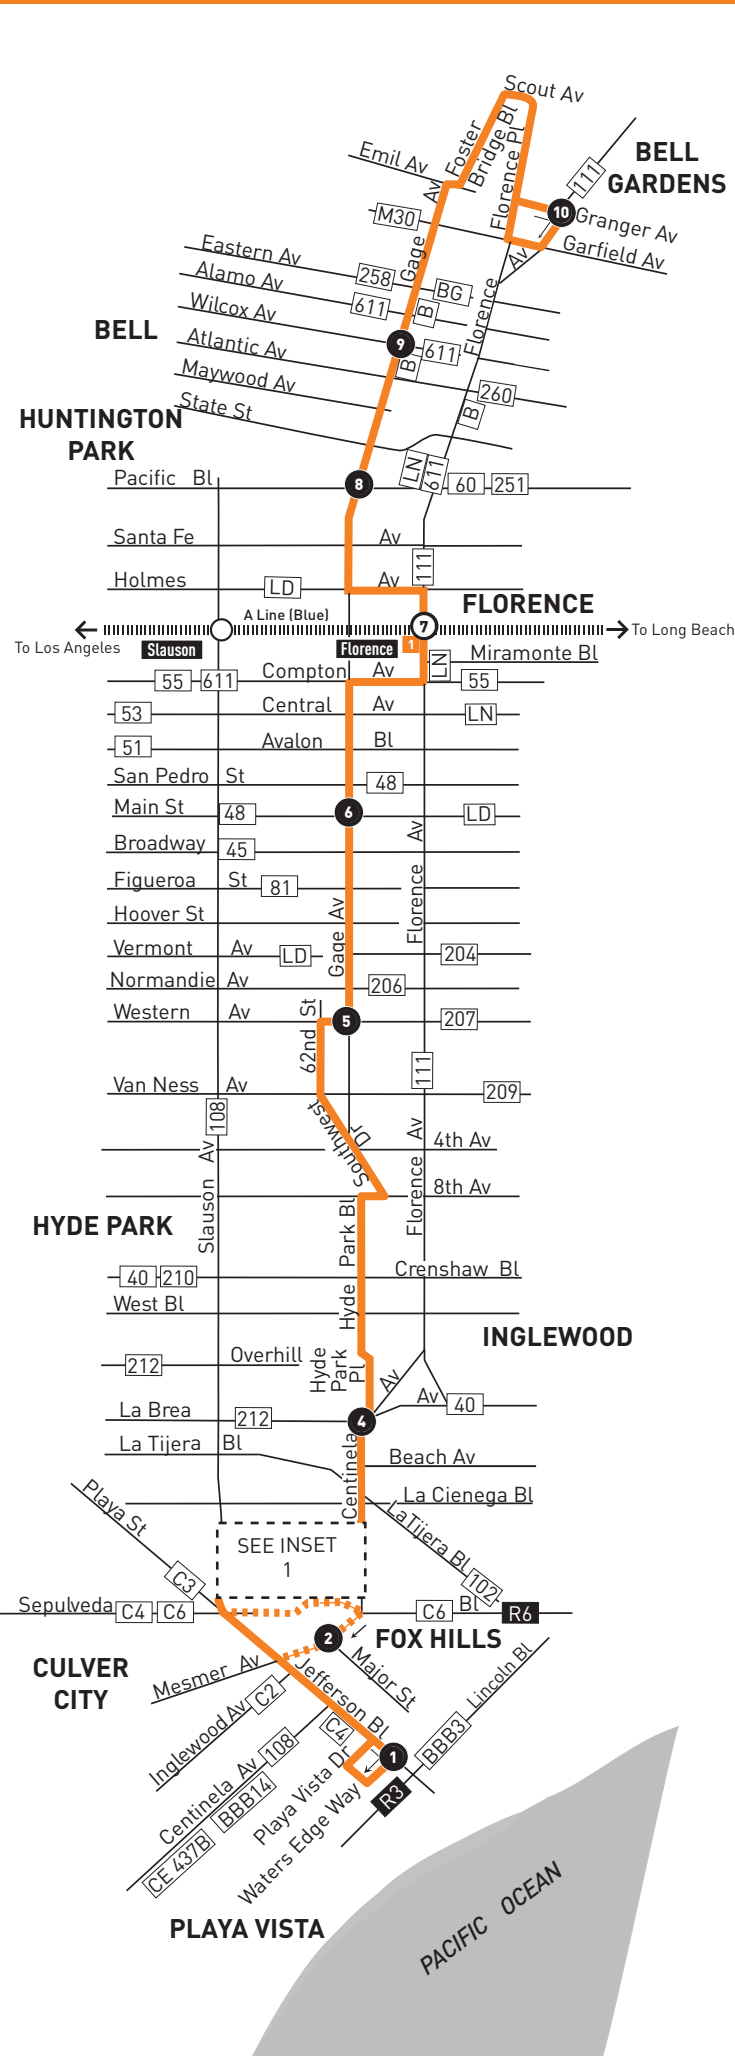 Scout Av
Emil Av
Foster
Bridge Bl
111
BELL
GARDENS
Av
Florence Pl
10
Granger Av
M30
Garfield Av
Gage
Av
Eastern Av
258
BG
Alamo Av
611
B
Florence
Wilcox Av
BELL
Atlantic Av
9
611
B
Maywood Av
260
State St
B
HUNTINGTON
PARK
LN
611
Pacific Bl
8
60
251
Santa Fe Av
111
Holmes
LD
Av
FLORENCE
A Line (Blue)
7
To Los Angeles
Slauson
Florence
1
To Long Beach
LN
Miramonte Bl
55
611
Compton Av
55
53
Central Av
LN
51
Avalon Bl
San Pedro St
48
Main St
48
6
LD
Broadway
45
Av
Figueroa St
81
Florence
Hoover St
Gage Av
Vermont Av
LD
204
Normandie Av
206
Western Av
62nd St
5
207
111
Van Ness Av
209
108
Southwest
Dr
Av
Av
4th Av
8th Av
Slauson
Florence
HYDE PARK
Hyde Park Bl
40
210
Crenshaw Bl
West Bl
INGLEWOOD
212
Overhill
Hyde
Park
Pl
Av
Av
40
La Brea
212
4
La Tijera Bl
Centinela
Beach Av
Playa St
La Cienega Bl
LaTijera Bl
SEE INSET
1
C3
102
Sepulveda
C4
C6
C6
Bl
R6
2
FOX HILLS
CULVER
CITY
Mesmer Av
Major St
Lincoln Bl
Inglewood Av
C2
Jefferson Bl
C4
BBB3
Centinela Av
108
1
Playa Vista Dr
R3
BBB14
CE 437B
Waters Edge Way
PLAYA VISTA
PACIFIC OCEAN